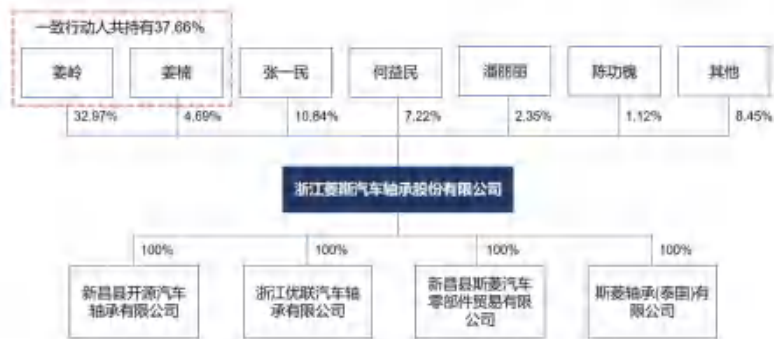 一致行动人共持有37.66%
姜岭
姜楠
张一民
何益民
潘丽丽
陈功槐
其他
32.97%
4.69%
10.84%
7.22%
2.35%
1.12%
8.45%
浙江菱斯汽车轴承股份有限公司
100%
100%
100%
100%
新昌县开源汽车
轴承有限公司
浙江优联汽车轴
承有限公司
新昌县斯菱汽车
零部件贸易有限
公司
斯菱轴承(泰国)有
限公司